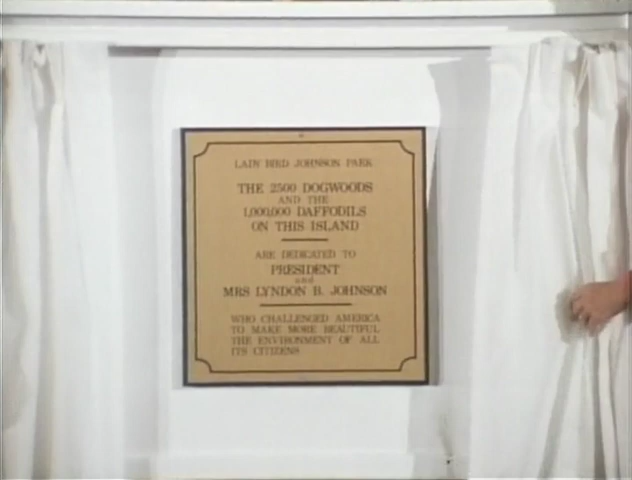 LADY BIRD JOHNSON PARK
THE 2500 DOGWOODS
AND THE
1,000,000 DAFFODILS
ON THIS ISLAND
ARE DEDICATED TO
PRESIDENT
and
MRS LYNDON B. JOHNSON
WHO CHALLENGED AMERICA
TO MAKE MORE BEAUTIFUL
THE ENVIRONMENT OF ALL
ITS CITIZENS